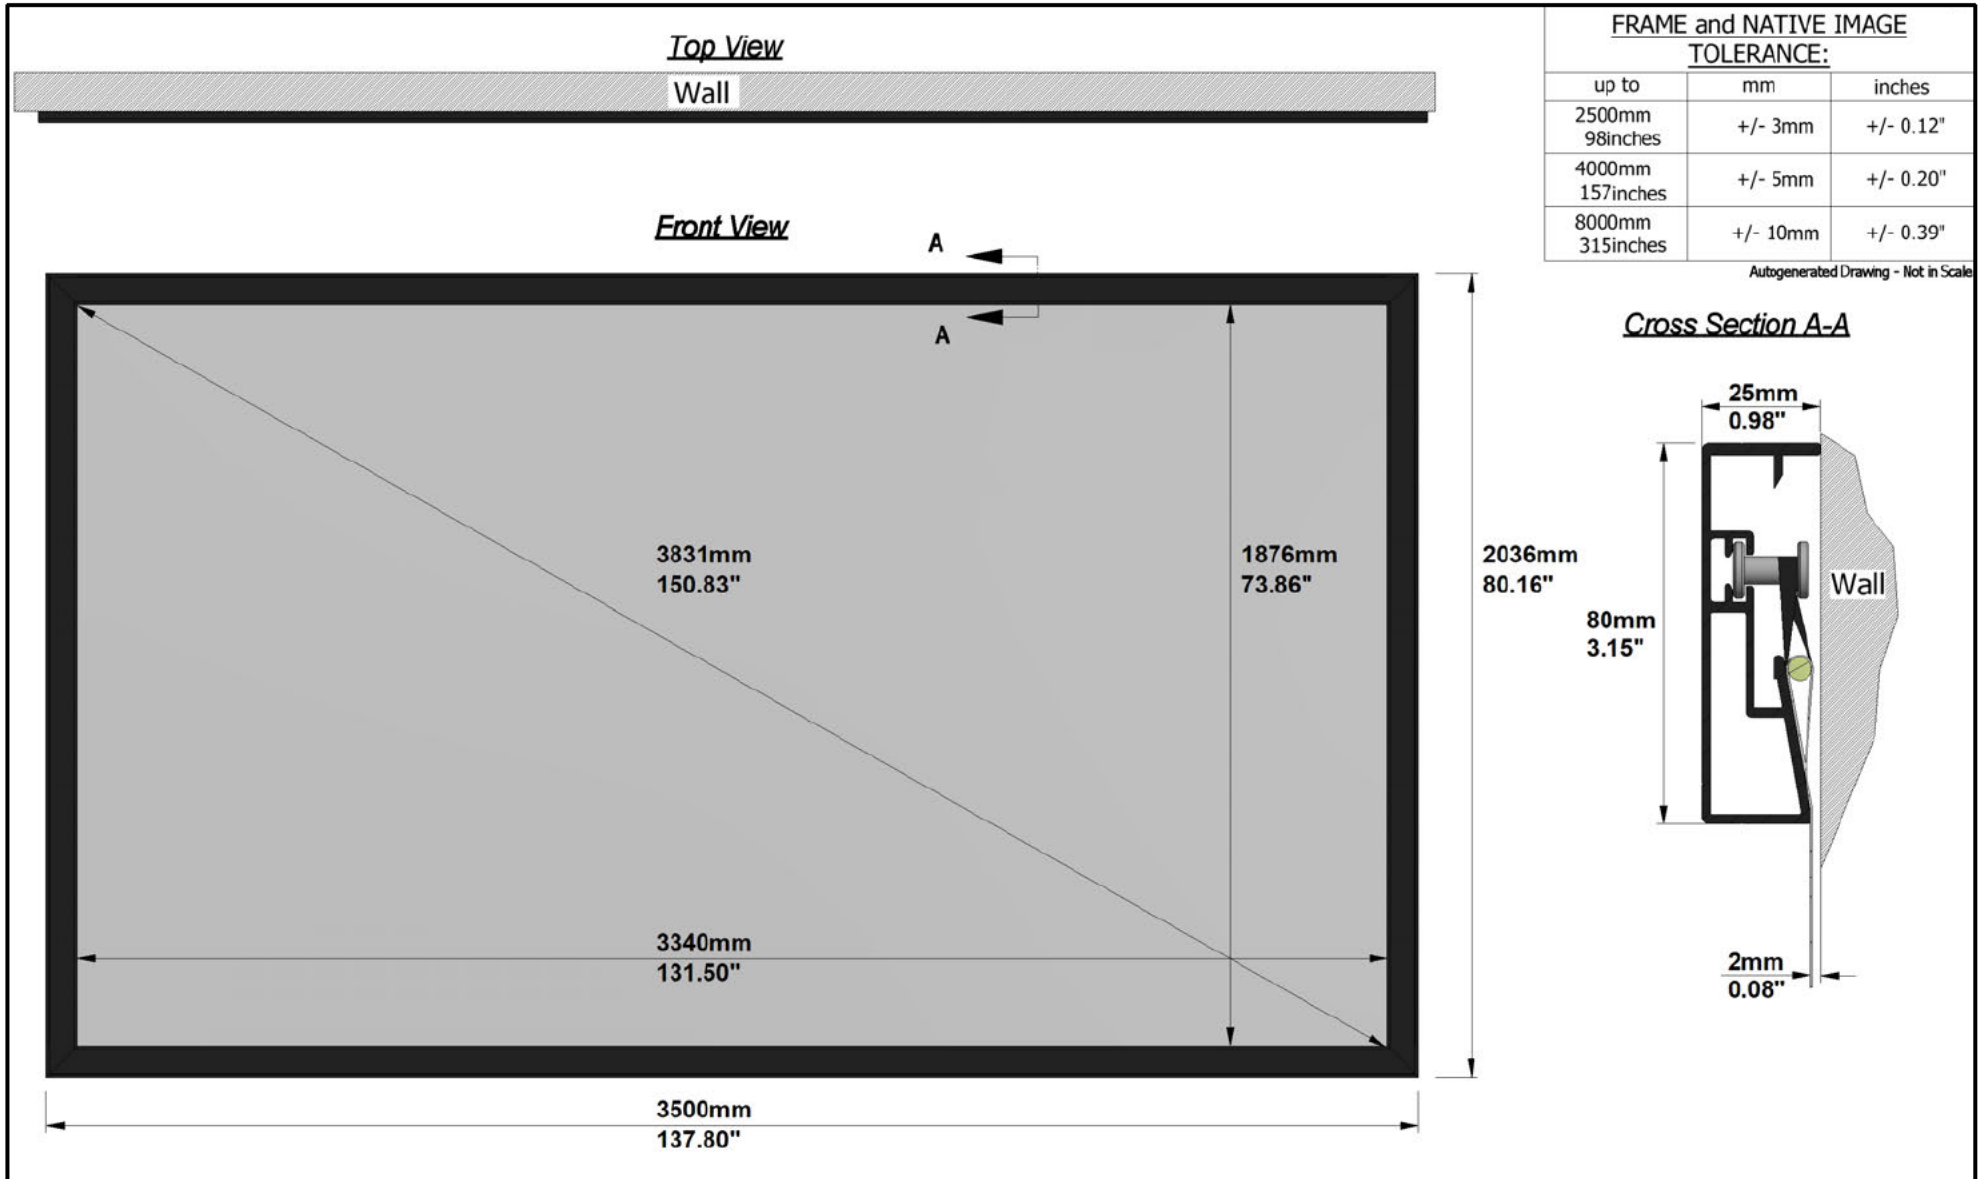 Top View
Wall
FRAME and NATIVE IMAGE
TOLERANCE:
up to mm inches
2500mm
98inches
+/- 3mm +/- 0.12"
4000mm
157inches
+/- 5mm +/- 0.20"
8000mm
315inches
+/- 10mm +/- 0.39"
Autogenerated Drawing - Not in Scale
Front View
A
A
3831mm
150.83"
1876mm
73.86"
2036mm
80.16"
3340mm
131.50"
3500mm
137.80"
Cross Section A-A
25mm
0.98"
Wall
80mm
3.15"
2mm
0.08"